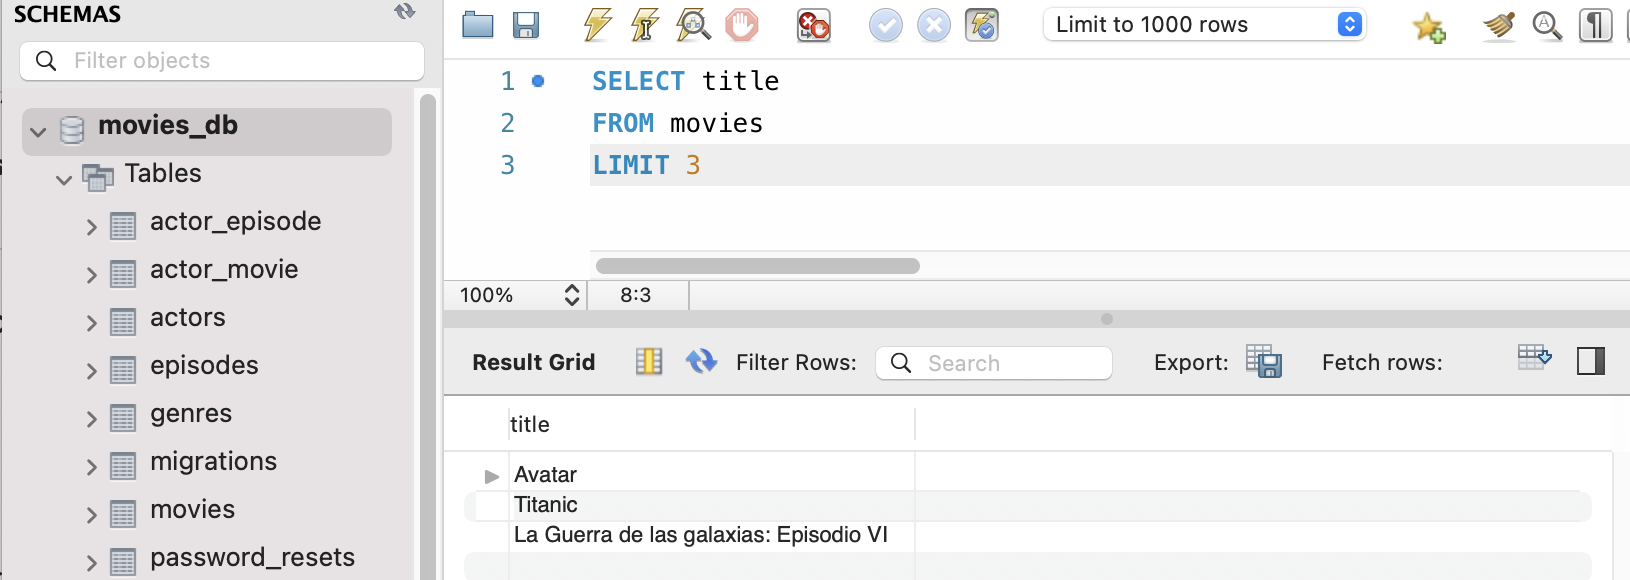 SCHEMAS
Filter objects
movies_db
Tables
actor_episode
actor_movie
actors
episodes
genres
migrations
movies
password_resets
Limit to 1000 rows
1 SELECT title
2 FROM movies
3 LIMIT 3
100% 8:3
Result Grid Filter Rows: Search Export: Fetch rows:
title
Avatar
Titanic
La Guerra de las galaxias: Episodio VI